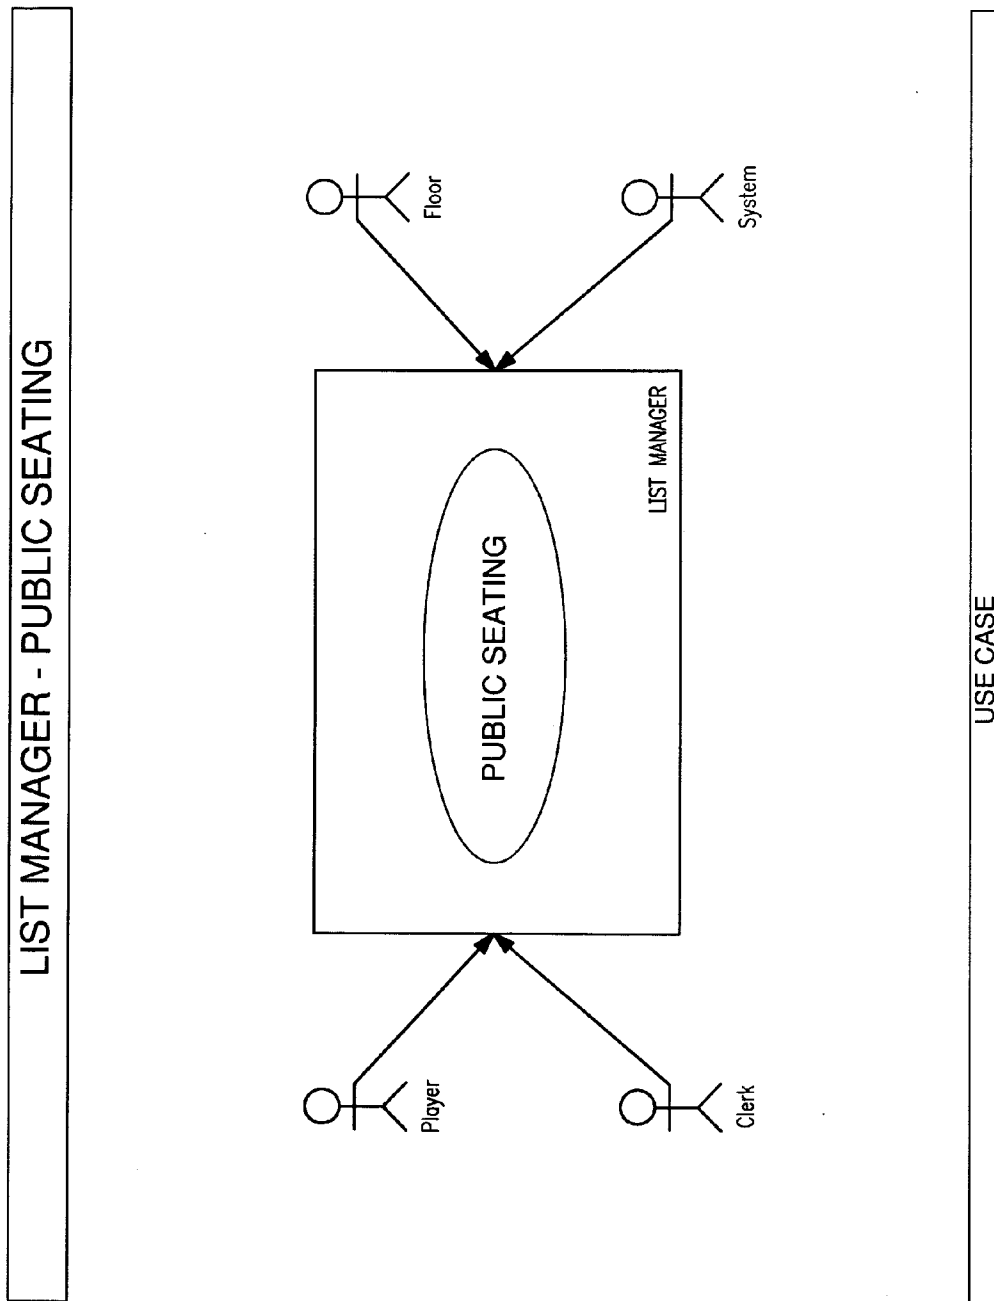 LIST MANAGER - PUBLIC SEATING
Player
Floor
PUBLIC SEATING
Clerk
LIST MANAGER
System
USE CASE